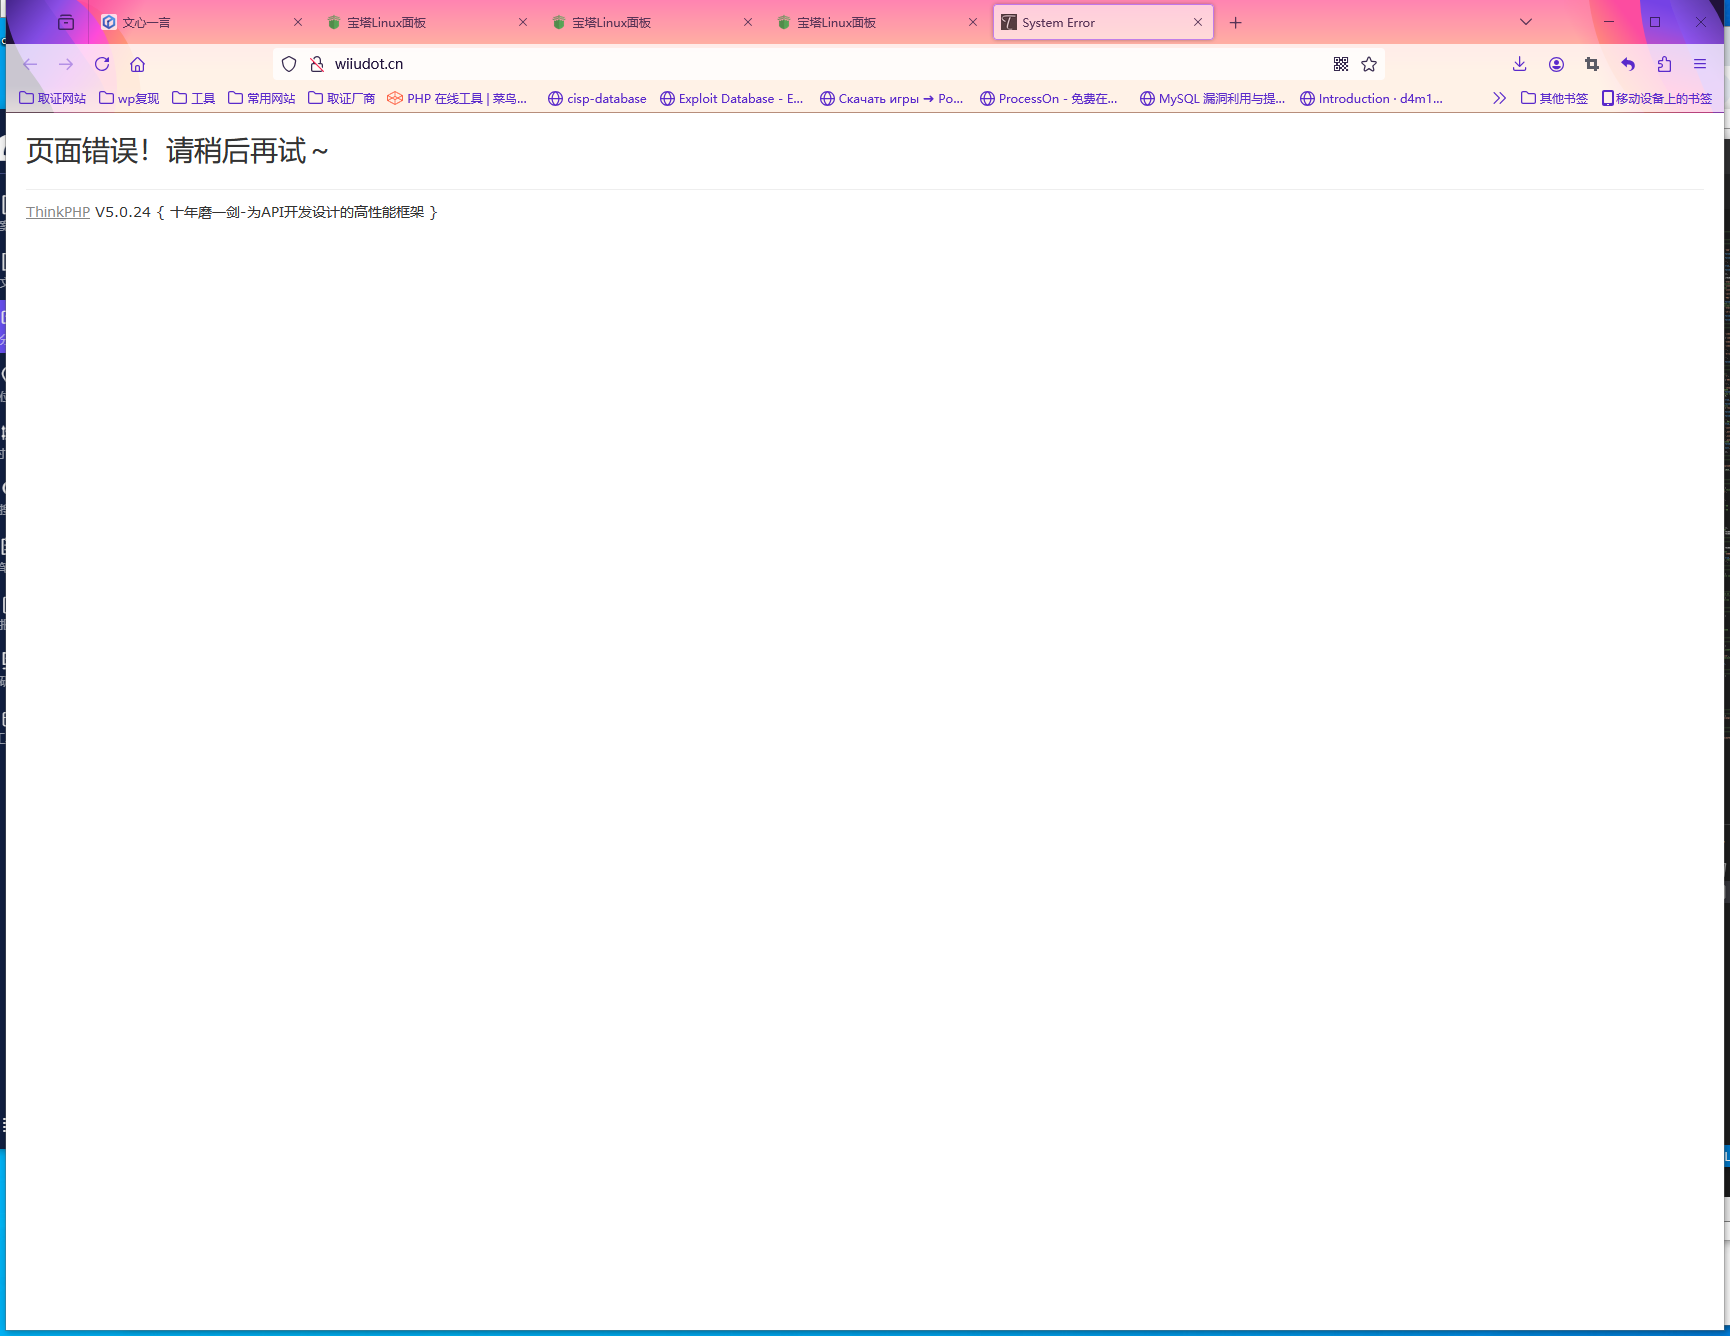 文心一言
宝塔Linux面板
宝塔Linux面板
宝塔Linux面板
System Error
wiiudot.cn
取证网站
wp复现
工具
常用网站
取证厂商
PHP 在线工具 | 菜鸟...
cisp-database
Exploit Database - E...
Скачать игры → Po...
ProcessOn - 免费在...
MySQL 漏洞利用与提...
Introduction · d4m1...
其他书签
移动设备上的书签
页面错误！请稍后再试～
ThinkPHP V5.0.24 { 十年磨一剑-为API开发设计的高性能框架 }